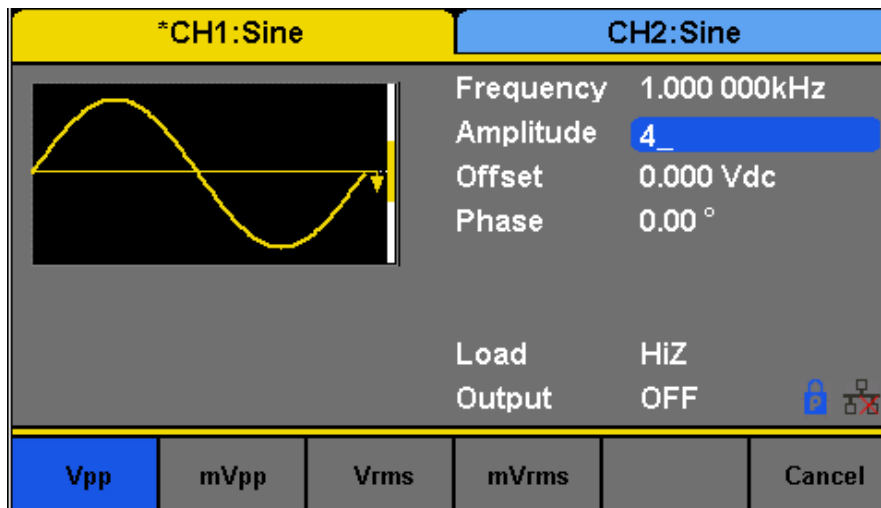 *CH1:Sine CH2:Sine
Frequency 1.000 000kHz
Amplitude 4_
Offset 0.000 Vdc
Phase 0.00 °
Load HiZ
Output OFF P
Vpp mVpp Vrms mVrms Cancel